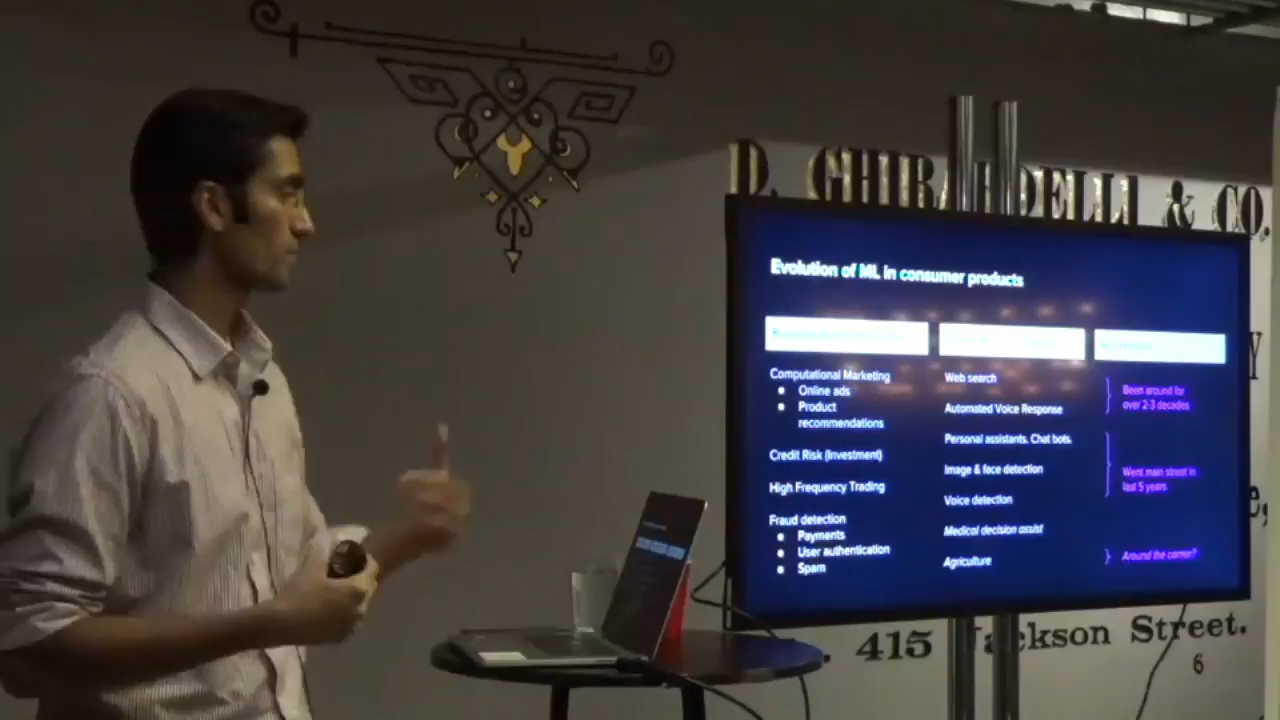 D. GHIRARDELLI & CO.
Evolution of ML in consumer products
Computational Marketing
Online ads
Product
recommendations
Credit Risk (Investment)
High Frequency Trading
Fraud detection
Payments
User authentication
Spam
Web search
Automated Voice Response
Personal assistants. Chat bots.
Image & face detection
Voice detection
Medical decision assist
Agriculture
Been around for
over 2-3 decades
Went main street in
last 5 years
Around the corner?
415 Jackson Street.
6